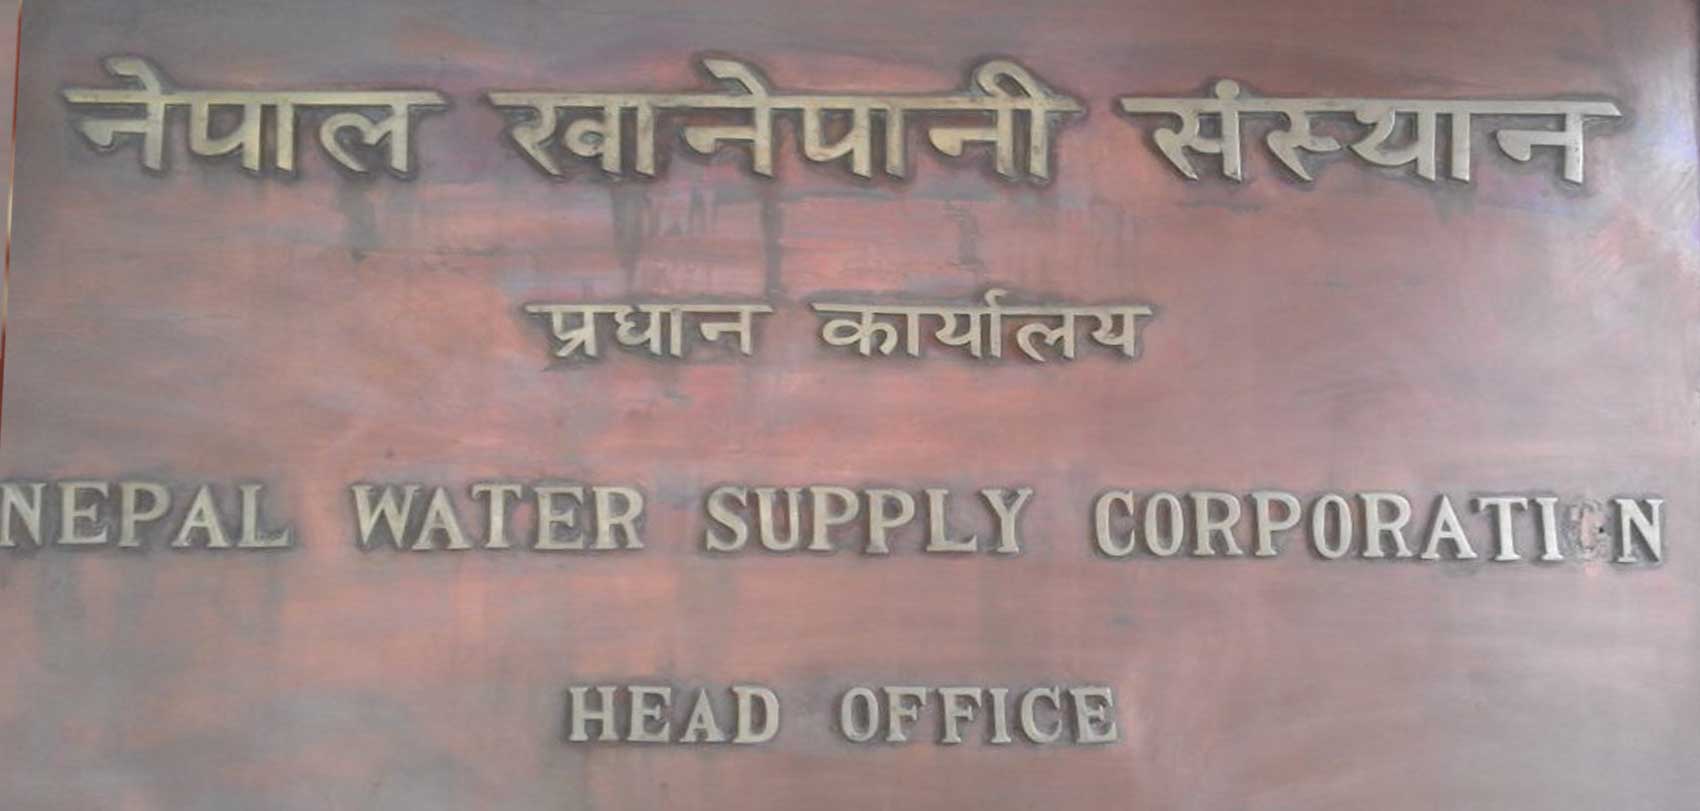 नेपाल खानेपानी संस्थान
प्रधान कार्यालय
NEPAL WATER SUPPLY CORPORATION
HEAD OFFICE